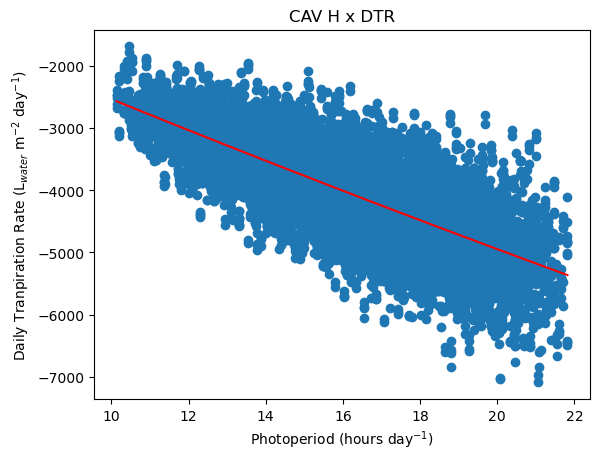 CAV H x DTR
Daily Tranpiration Rate (L_water m⁻² day⁻¹)
−2000
−3000
−4000
−5000
−6000
−7000
10 12 14 16 18 20 22
Photoperiod (hours day⁻¹)